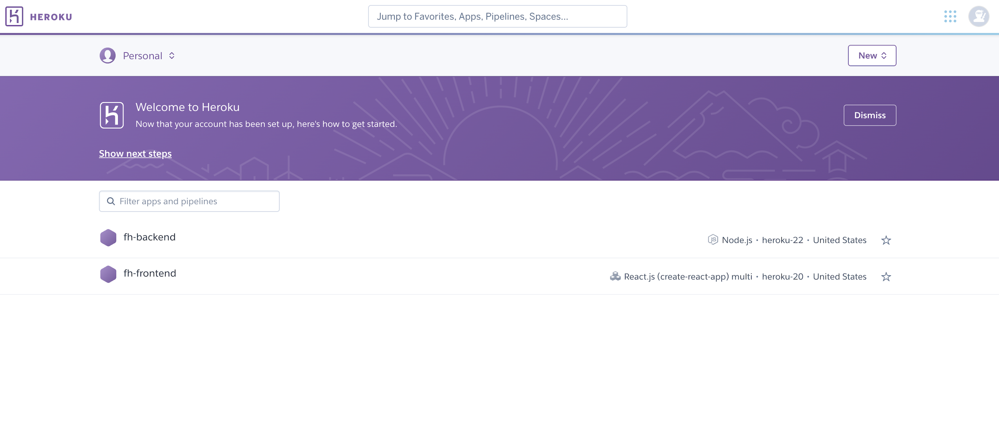 HEROKU
Jump to Favorites, Apps, Pipelines, Spaces...
Personal
New
Welcome to Heroku
Now that your account has been set up, here's how to get started.
Dismiss
Show next steps
Filter apps and pipelines
fh-backend
Node.js • heroku-22 • United States
fh-frontend
React.js (create-react-app) multi • heroku-20 • United States